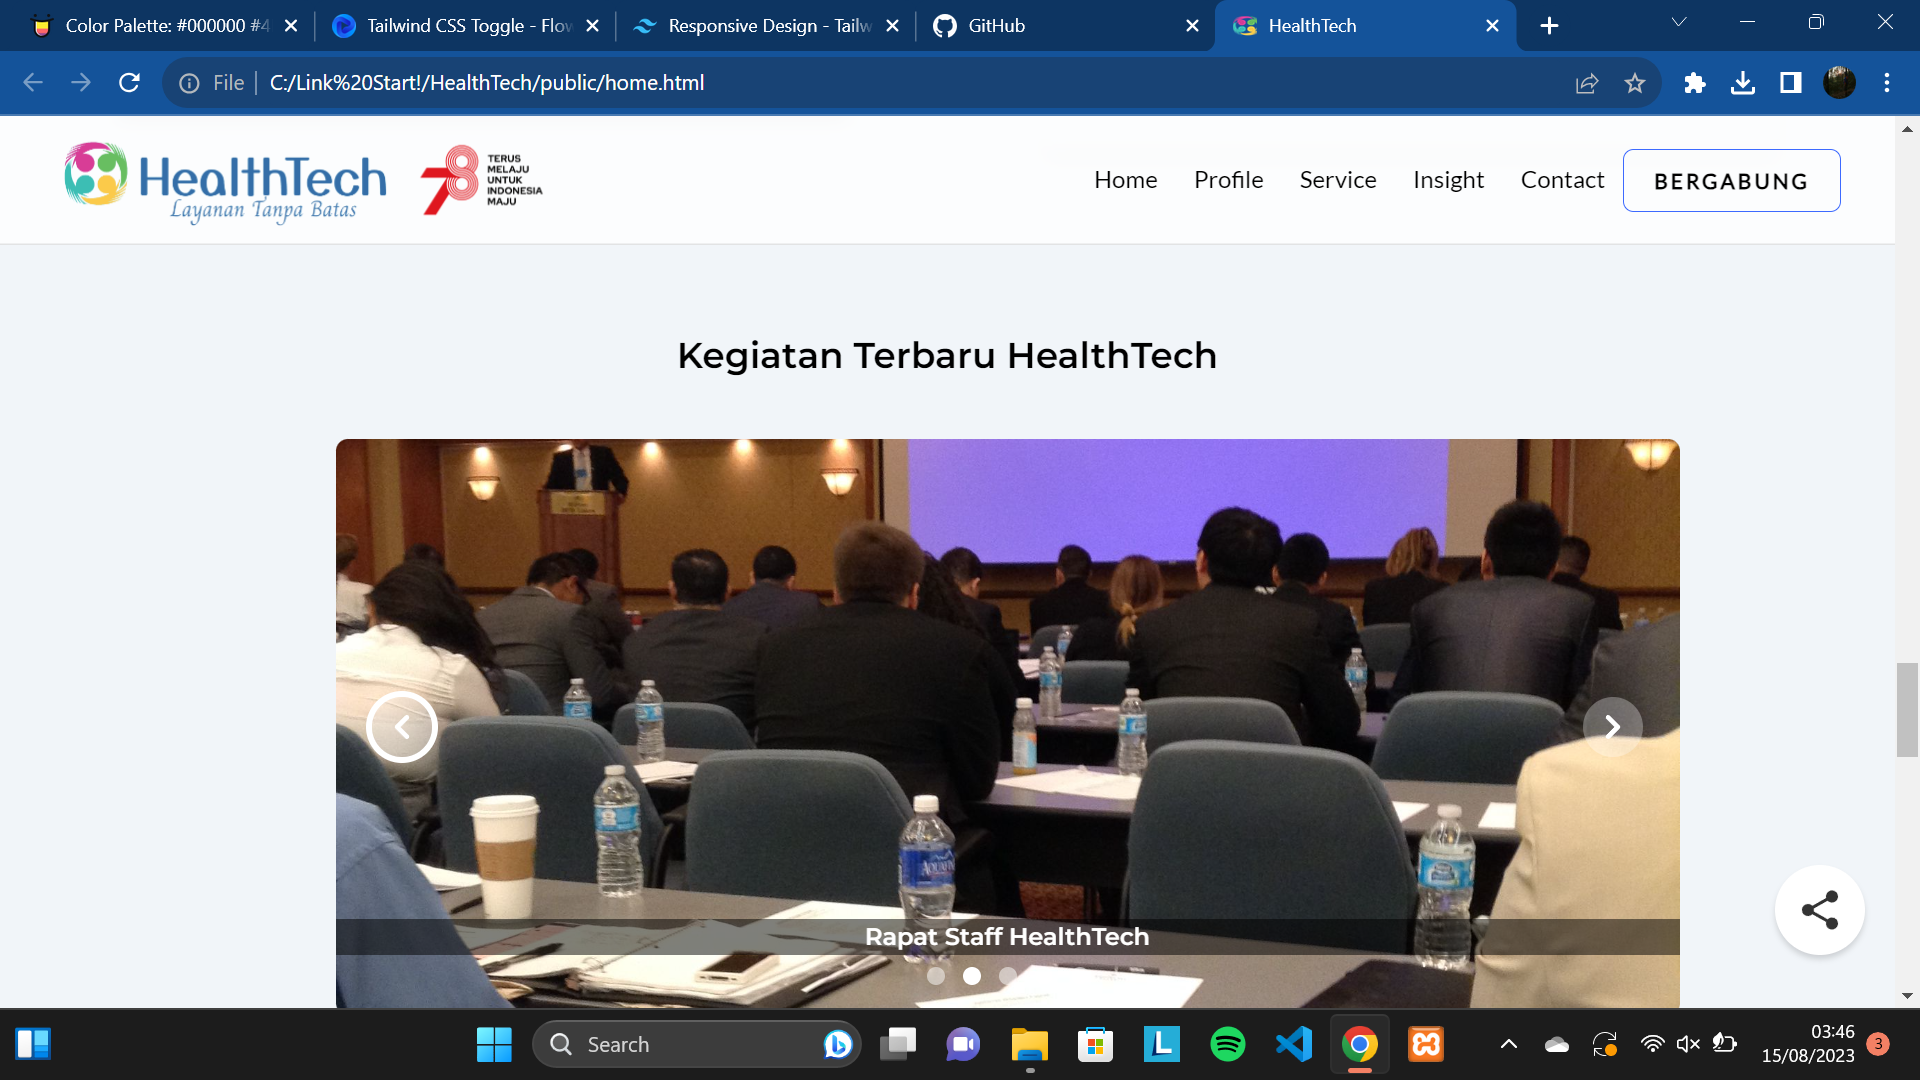 Color Palette: #000000 #4
Tailwind CSS Toggle - Flow
Responsive Design - Tailw
GitHub
HealthTech
File
C:/Link%20Start!/HealthTech/public/home.html
HealthTech
Layanan Tanpa Batas
78
TERUS
MELAJU
UNTUK
INDONESIA
MAJU
Home
Profile
Service
Insight
Contact
BERGABUNG
Kegiatan Terbaru HealthTech
AQUAFINA
Rapat Staff HealthTech
Search
L
03:46
15/08/2023
3